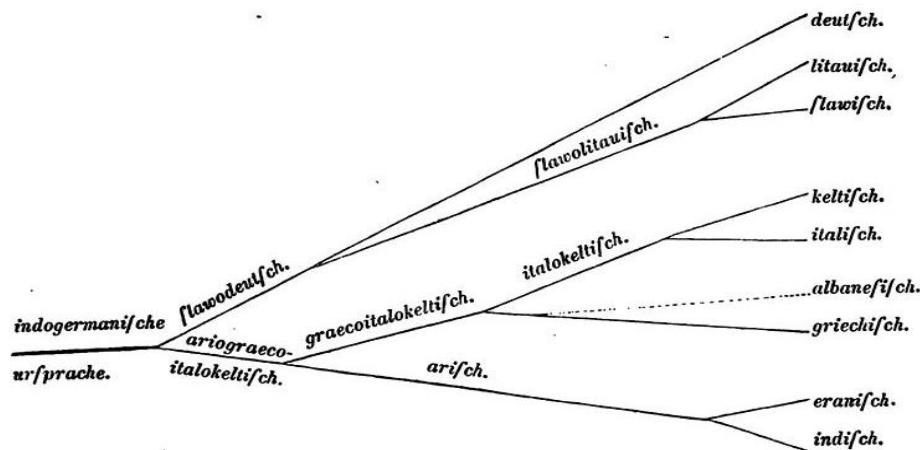 deutſch.
litauiſch.
ſlawiſch.
ſlawolitauiſch.
keltiſch.
italiſch.
italokeltiſch.
ſlawodeutſch.
albaneſiſch.
graecoitalokeltiſch.
griechiſch.
indogermaniſche
urſprache.
ariograeco-
italokeltiſch.
ariſch.
eraniſch.
indiſch.